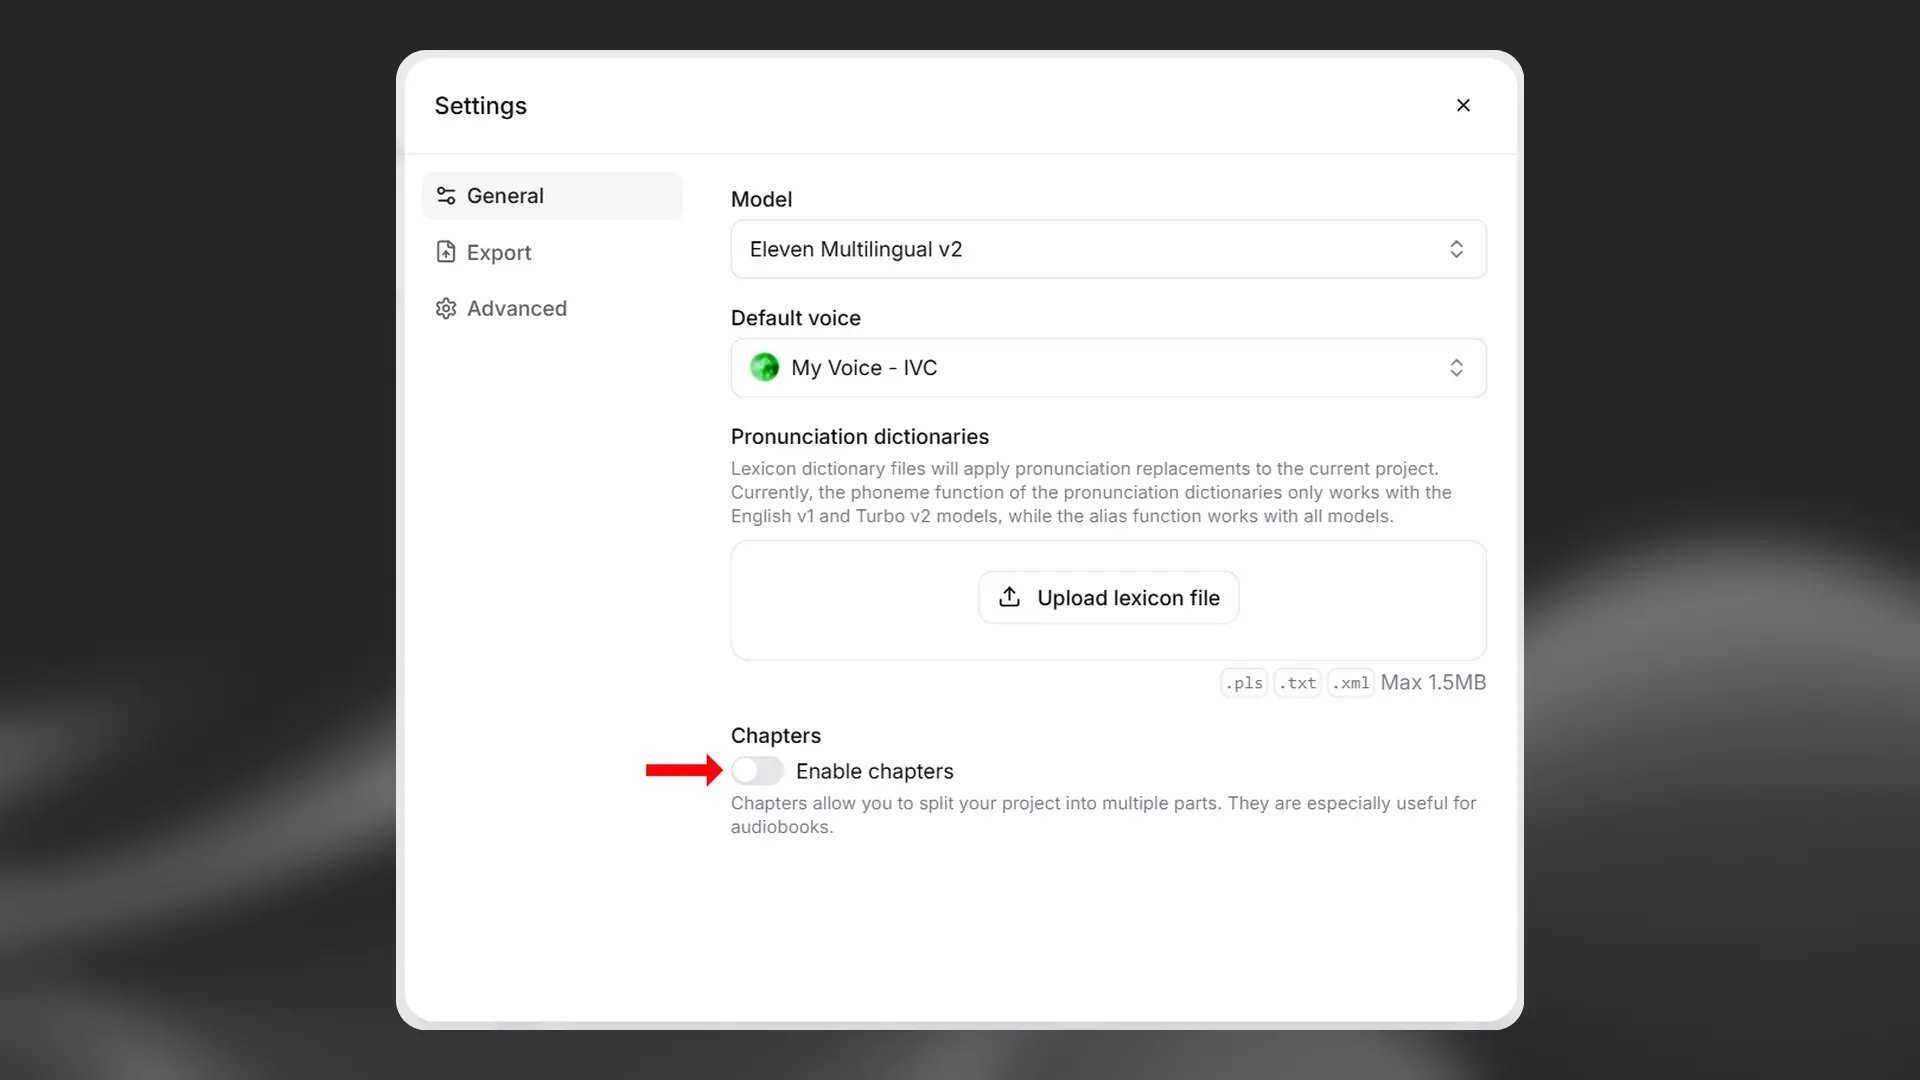 Settings
General
Export
Advanced
Model
Eleven Multilingual v2
Default voice
My Voice - IVC
Pronunciation dictionaries
Lexicon dictionary files will apply pronunciation replacements to the current project.
Currently, the phoneme function of the pronunciation dictionaries only works with the
English v1 and Turbo v2 models, while the alias function works with all models.
Upload lexicon file
.pls .txt .xml Max 1.5MB
Chapters
Enable chapters
Chapters allow you to split your project into multiple parts. They are especially useful for
audiobooks.